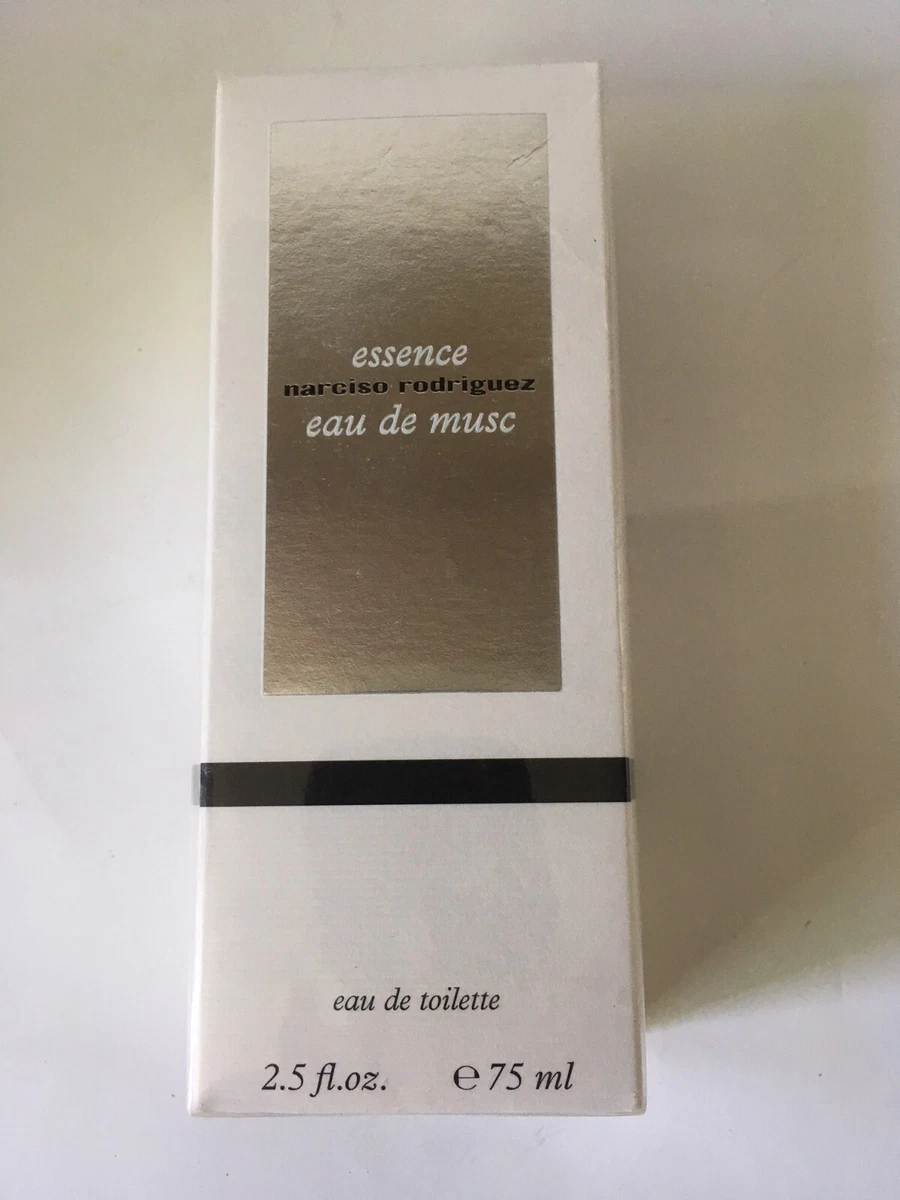 essence
narciso rodriguez
eau de musc
eau de toilette
2.5 fl.oz. ℮ 75 ml